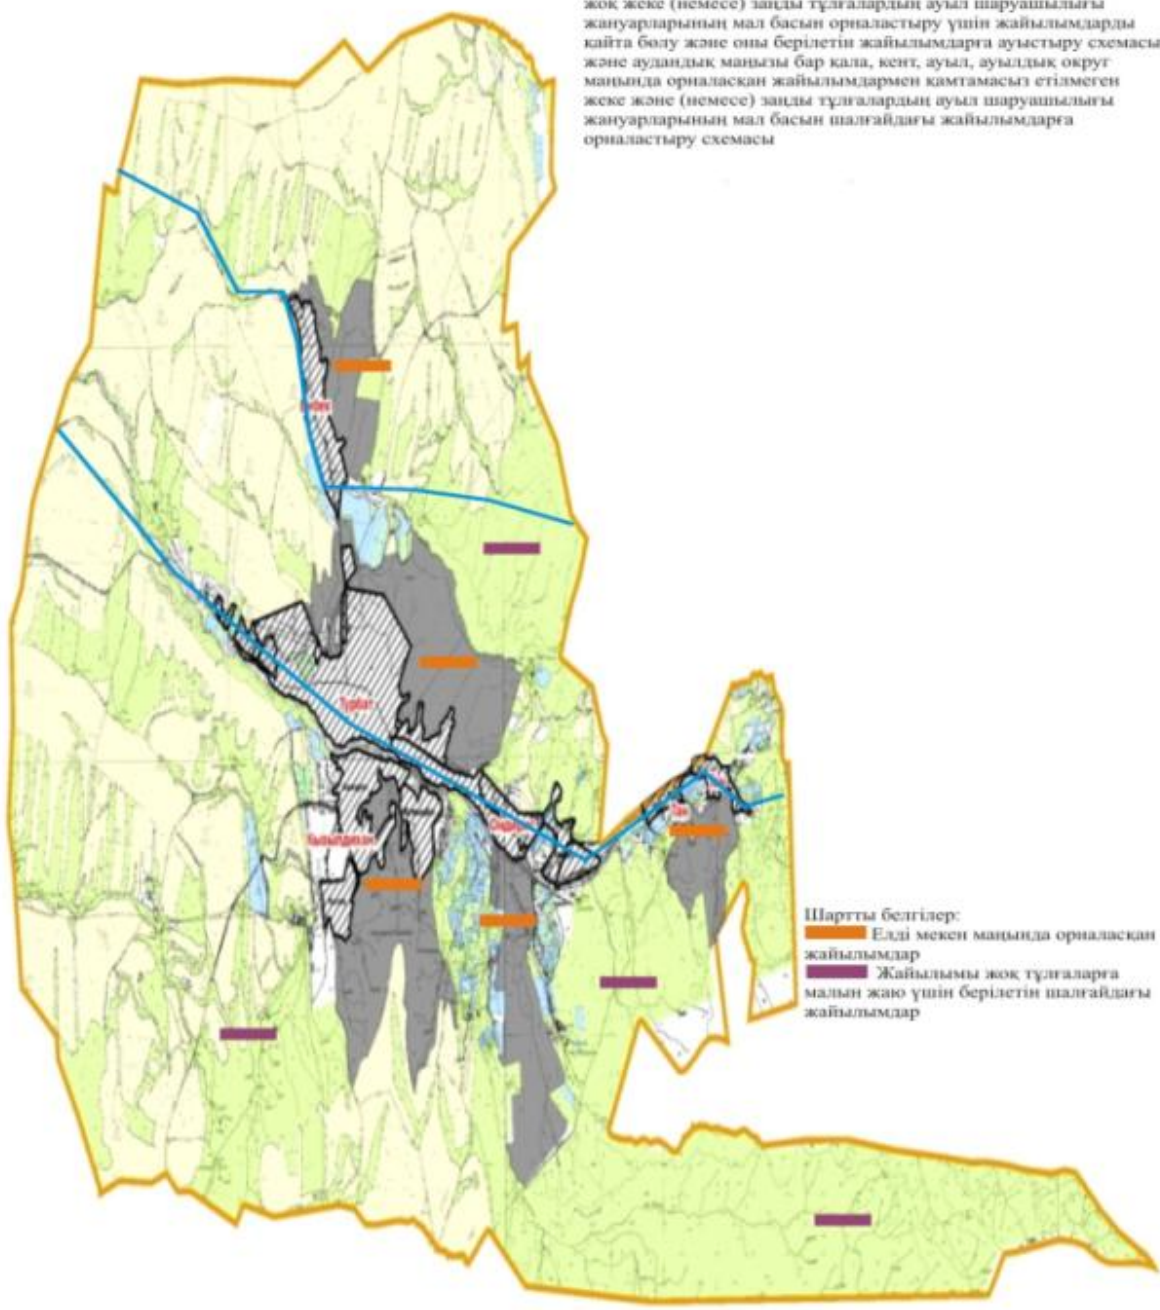 жоқ жеке (немесе) заңды тұлғалардың ауыл шаруашылығы
жануарларының мал басын орналастыру үшін жайылымдарды
қайта бөлу және оны берілетін жайылымдарға ауыстыру схемасы
және аудандық маңызы бар қала, кент, ауыл, ауылдық округ
маңында орналасқан жайылымдармен қамтамасыз етілмеген
жеке және (немесе) заңды тұлғалардың ауыл шаруашылығы
жануарларының мал басын шалғайдағы жайылымдарға
орналастыру схемасы
Турбат
Кызылдихан
Шартты белгілер:
Елді мекен маңында орналасқан
жайылымдар
Жайылымы жоқ тұлғаларға
малын жаю үшін берілетін шалғайдағы
жайылымдар